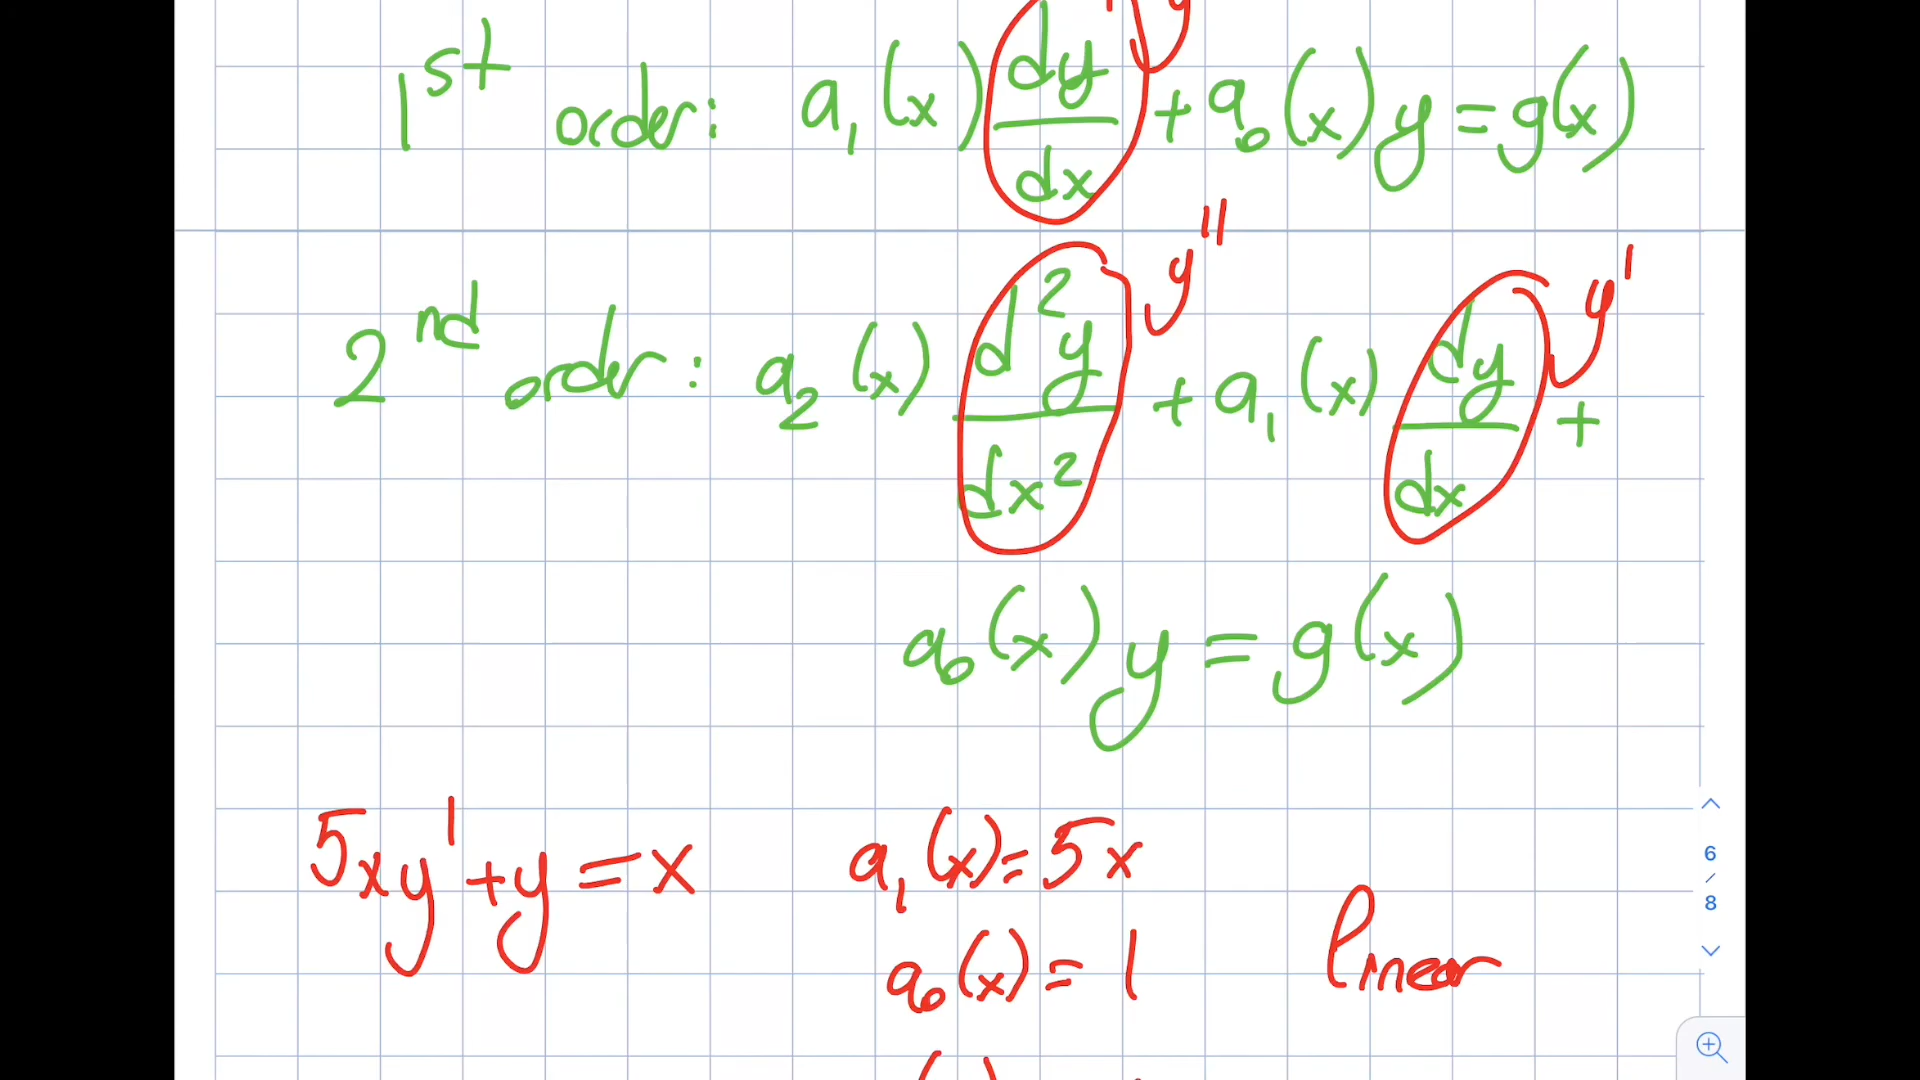 1st order: a₁(x) dy/dx + a₀(x)y = g(x)
y''
y'
2nd order: a₂(x) d²y/dx² + a₁(x) dy/dx +
a₀(x)y = g(x)
5xy' + y = x
a₁(x) = 5x
a₀(x) = 1
linear
6
/
8